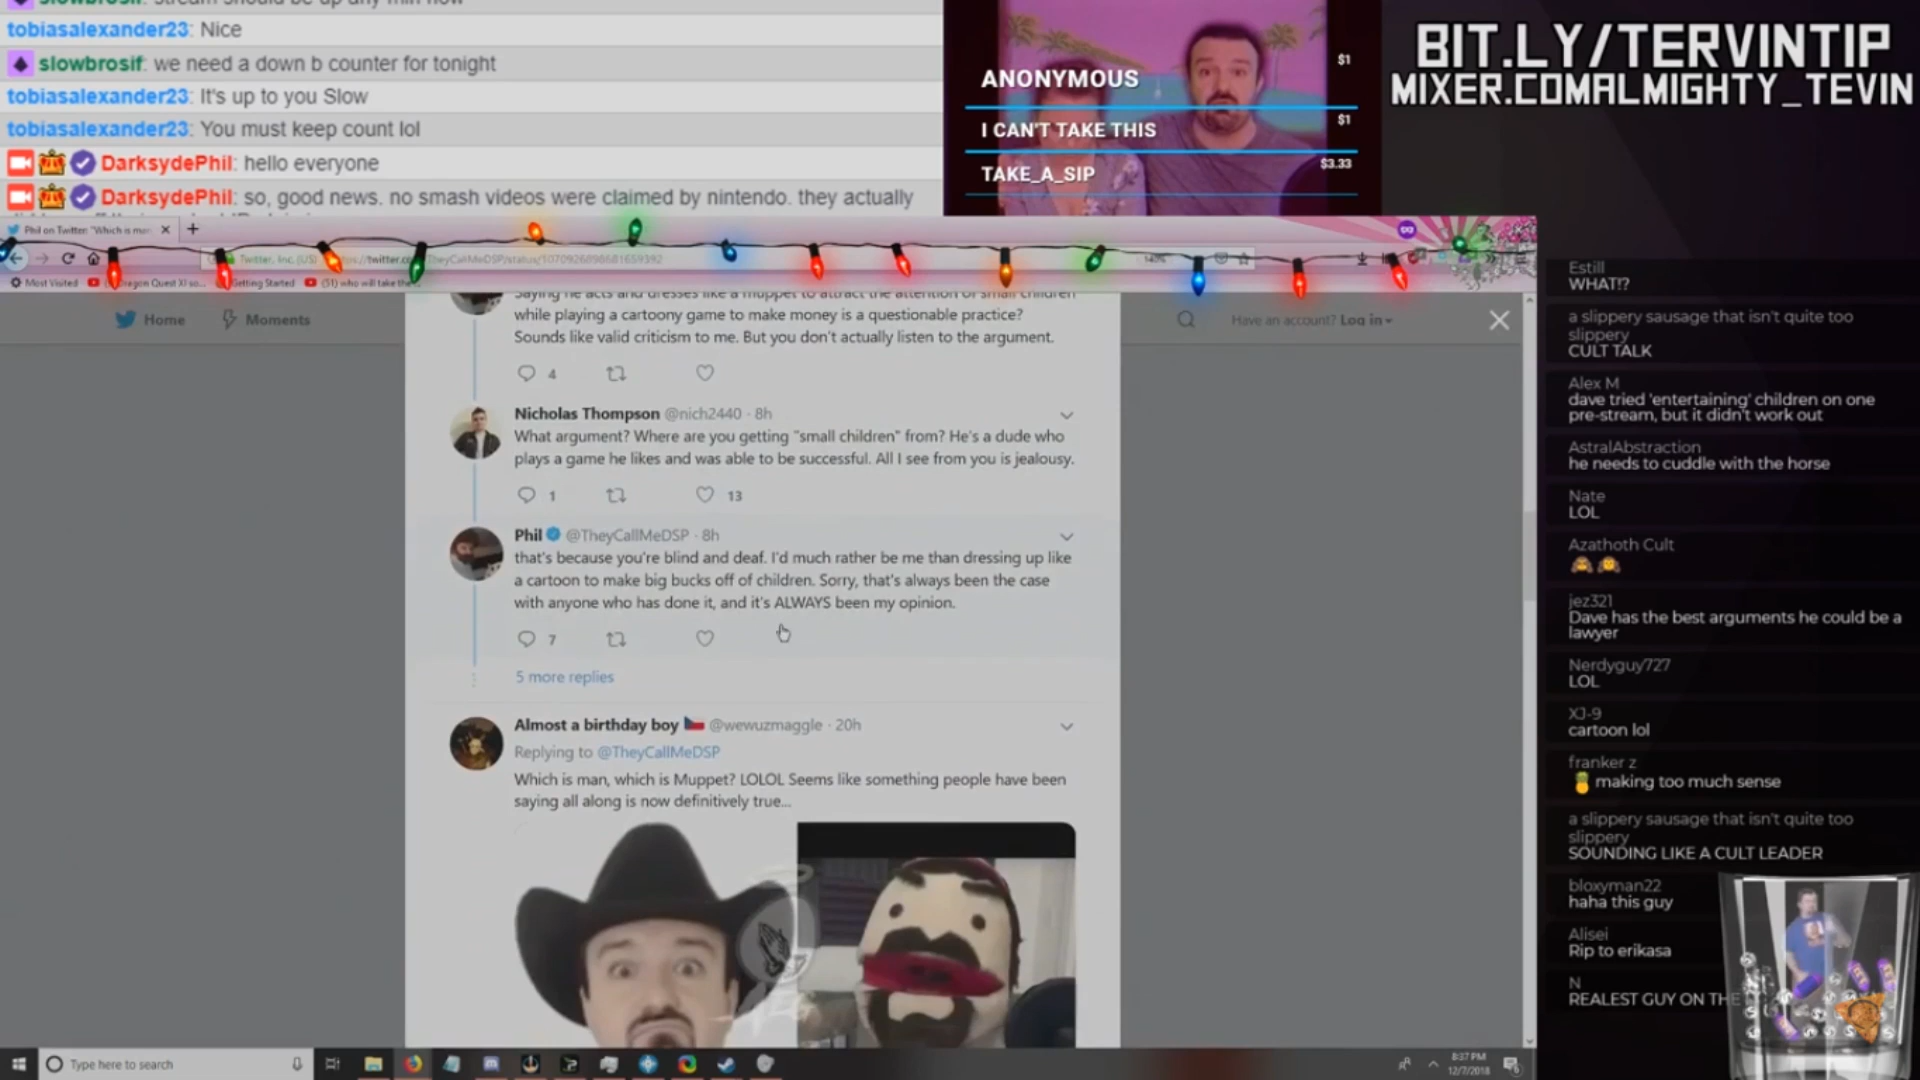 slowbrosif: stream should be up any min now
tobiasalexander23: Nice
slowbrosif: we need a down b counter for tonight
tobiasalexander23: It's up to you Slow
tobiasalexander23: You must keep count lol
DarksydePhil: hello everyone
DarksydePhil: so, good news. no smash videos were claimed by nintendo. they actually
$1
ANONYMOUS
$1
I CAN'T TAKE THIS
$3.33
TAKE_A_SIP
BIT.LY/TERVINTIP
MIXER.COMALMIGHTY_TEVIN
Phil on Twitter: "Which is man
Twitter, Inc. (US)
TheyCallMeDSP/status/1070926898681659392
140%
Most Visited
Dragon Quest XI so...
Getting Started
(51) who will take the
Home
Moments
Have an account? Log in
Saying he acts and dresses like a muppet to attract the attention of small children
while playing a cartoony game to make money is a questionable practice?
Sounds like valid criticism to me. But you don't actually listen to the argument.
4
Nicholas Thompson @nich2440 · 8h
What argument? Where are you getting "small children" from? He's a dude who
plays a game he likes and was able to be successful. All I see from you is jealousy.
1
13
Phil @TheyCallMeDSP · 8h
that's because you're blind and deaf. I'd much rather be me than dressing up like
a cartoon to make big bucks off of children. Sorry, that's always been the case
with anyone who has done it, and it's ALWAYS been my opinion.
7
5 more replies
Almost a birthday boy @wewuzmaggle · 20h
Replying to @TheyCallMeDSP
Which is man, which is Muppet? LOLOL Seems like something people have been
saying all along is now definitively true...
Estill
WHAT!?
a slippery sausage that isn't quite too
slippery
CULT TALK
Alex M
dave tried 'entertaining' children on one
pre-stream, but it didn't work out
AstralAbstraction
he needs to cuddle with the horse
Nate
LOL
Azathoth Cult
jez321
Dave has the best arguments he could be a
lawyer
Nerdyguy727
LOL
XJ-9
cartoon lol
franker z
making too much sense
a slippery sausage that isn't quite too
slippery
SOUNDING LIKE A CULT LEADER
bloxyman22
haha this guy
Alisei
Rip to erikasa
N
REALEST GUY ON THE
Type here to search
8:37 PM
12/7/2018